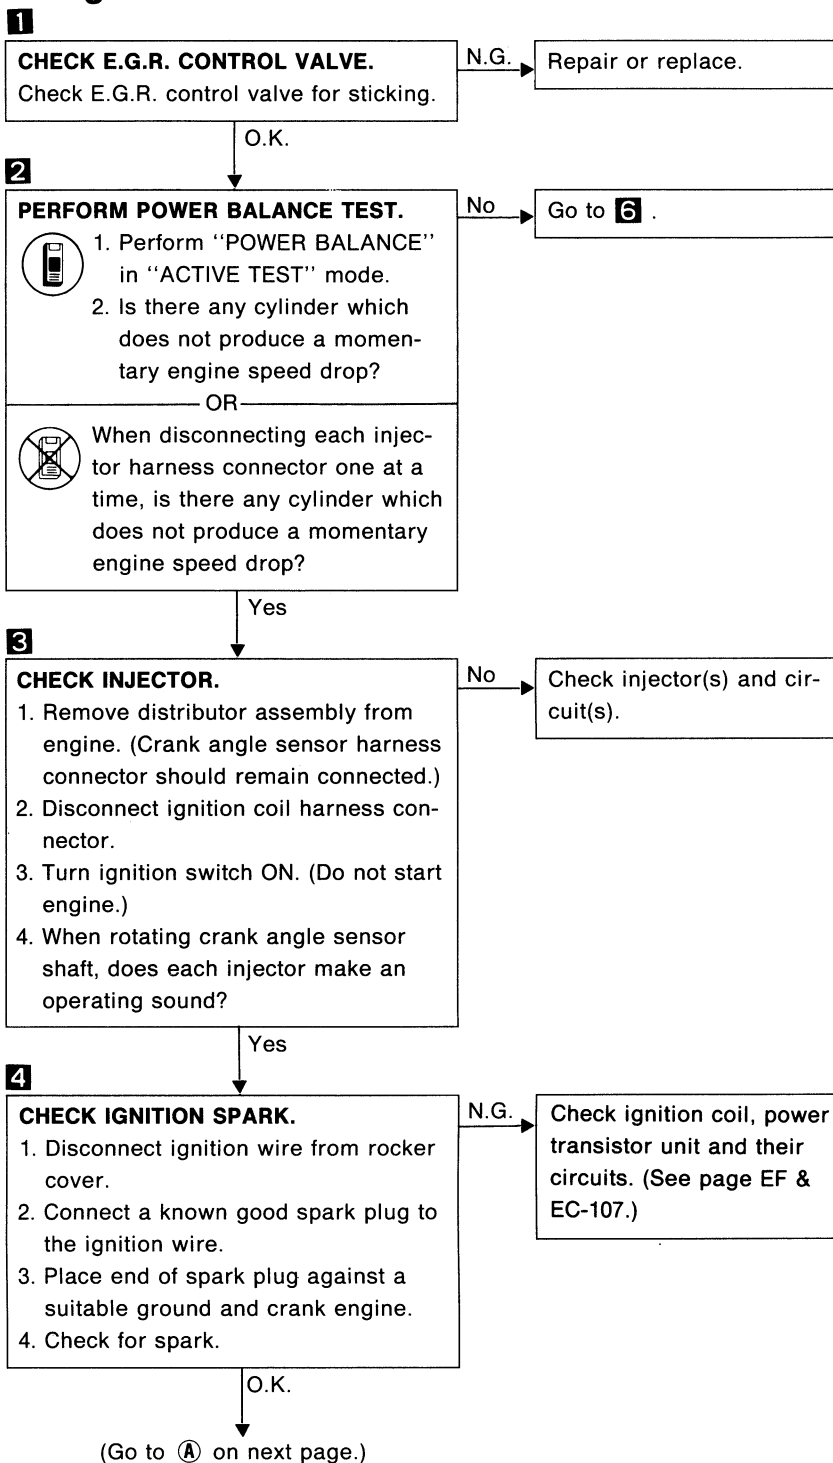 1
CHECK E.G.R. CONTROL VALVE.
Check E.G.R. control valve for sticking.
N.G.
Repair or replace.
O.K.
2
PERFORM POWER BALANCE TEST.
1. Perform "POWER BALANCE"
in "ACTIVE TEST" mode.
2. Is there any cylinder which
does not produce a momen-
tary engine speed drop?
No
Go to 6 .
OR
When disconnecting each injec-
tor harness connector one at a
time, is there any cylinder which
does not produce a momentary
engine speed drop?
Yes
3
CHECK INJECTOR.
1. Remove distributor assembly from
engine. (Crank angle sensor harness
connector should remain connected.)
2. Disconnect ignition coil harness con-
nector.
3. Turn ignition switch ON. (Do not start
engine.)
4. When rotating crank angle sensor
shaft, does each injector make an
operating sound?
No
Check injector(s) and cir-
cuit(s).
Yes
4
CHECK IGNITION SPARK.
1. Disconnect ignition wire from rocker
cover.
2. Connect a known good spark plug to
the ignition wire.
3. Place end of spark plug against a
suitable ground and crank engine.
4. Check for spark.
N.G.
Check ignition coil, power
transistor unit and their
circuits. (See page EF &
EC-107.)
O.K.
(Go to Ⓐ on next page.)